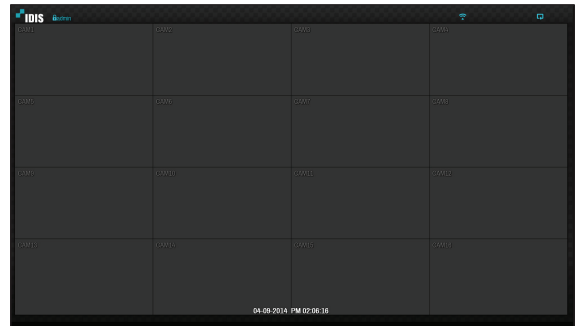 IDIS admin
CAM1 CAM2 CAM3 CAM4
CAM5 CAM6 CAM7 CAM8
CAM9 CAM10 CAM11 CAM12
CAM13 CAM14 CAM15 CAM16
04-09-2014 PM 02:06:16